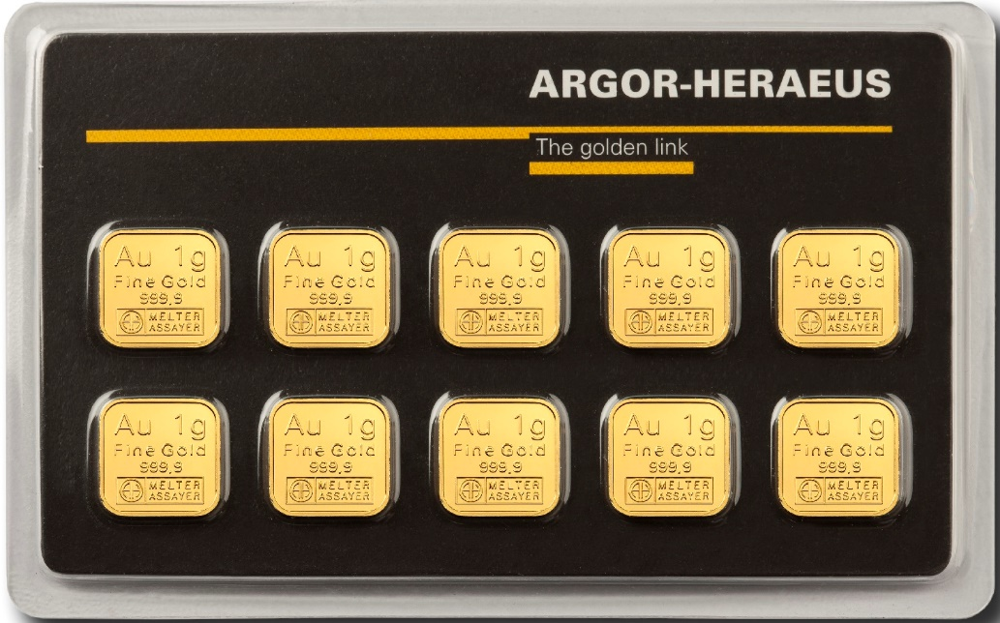 ARGOR-HERAEUS
The golden link
Au 1g Au 1g Au 1g Au 1g Au 1g
Fine Gold Fine Gold Fine Gold Fine Gold Fine Gold
999,9 999,9 999,9 999,9 999,9
MELTER MELTER MELTER MELTER MELTER
ASSAYER ASSAYER ASSAYER ASSAYER ASSAYER
Au 1g Au 1g Au 1g Au 1g Au 1g
Fine Gold Fine Gold Fine Gold Fine Gold Fine Gold
999,9 999,9 999,9 999,9 999,9
MELTER MELTER MELTER MELTER MELTER
ASSAYER ASSAYER ASSAYER ASSAYER ASSAYER